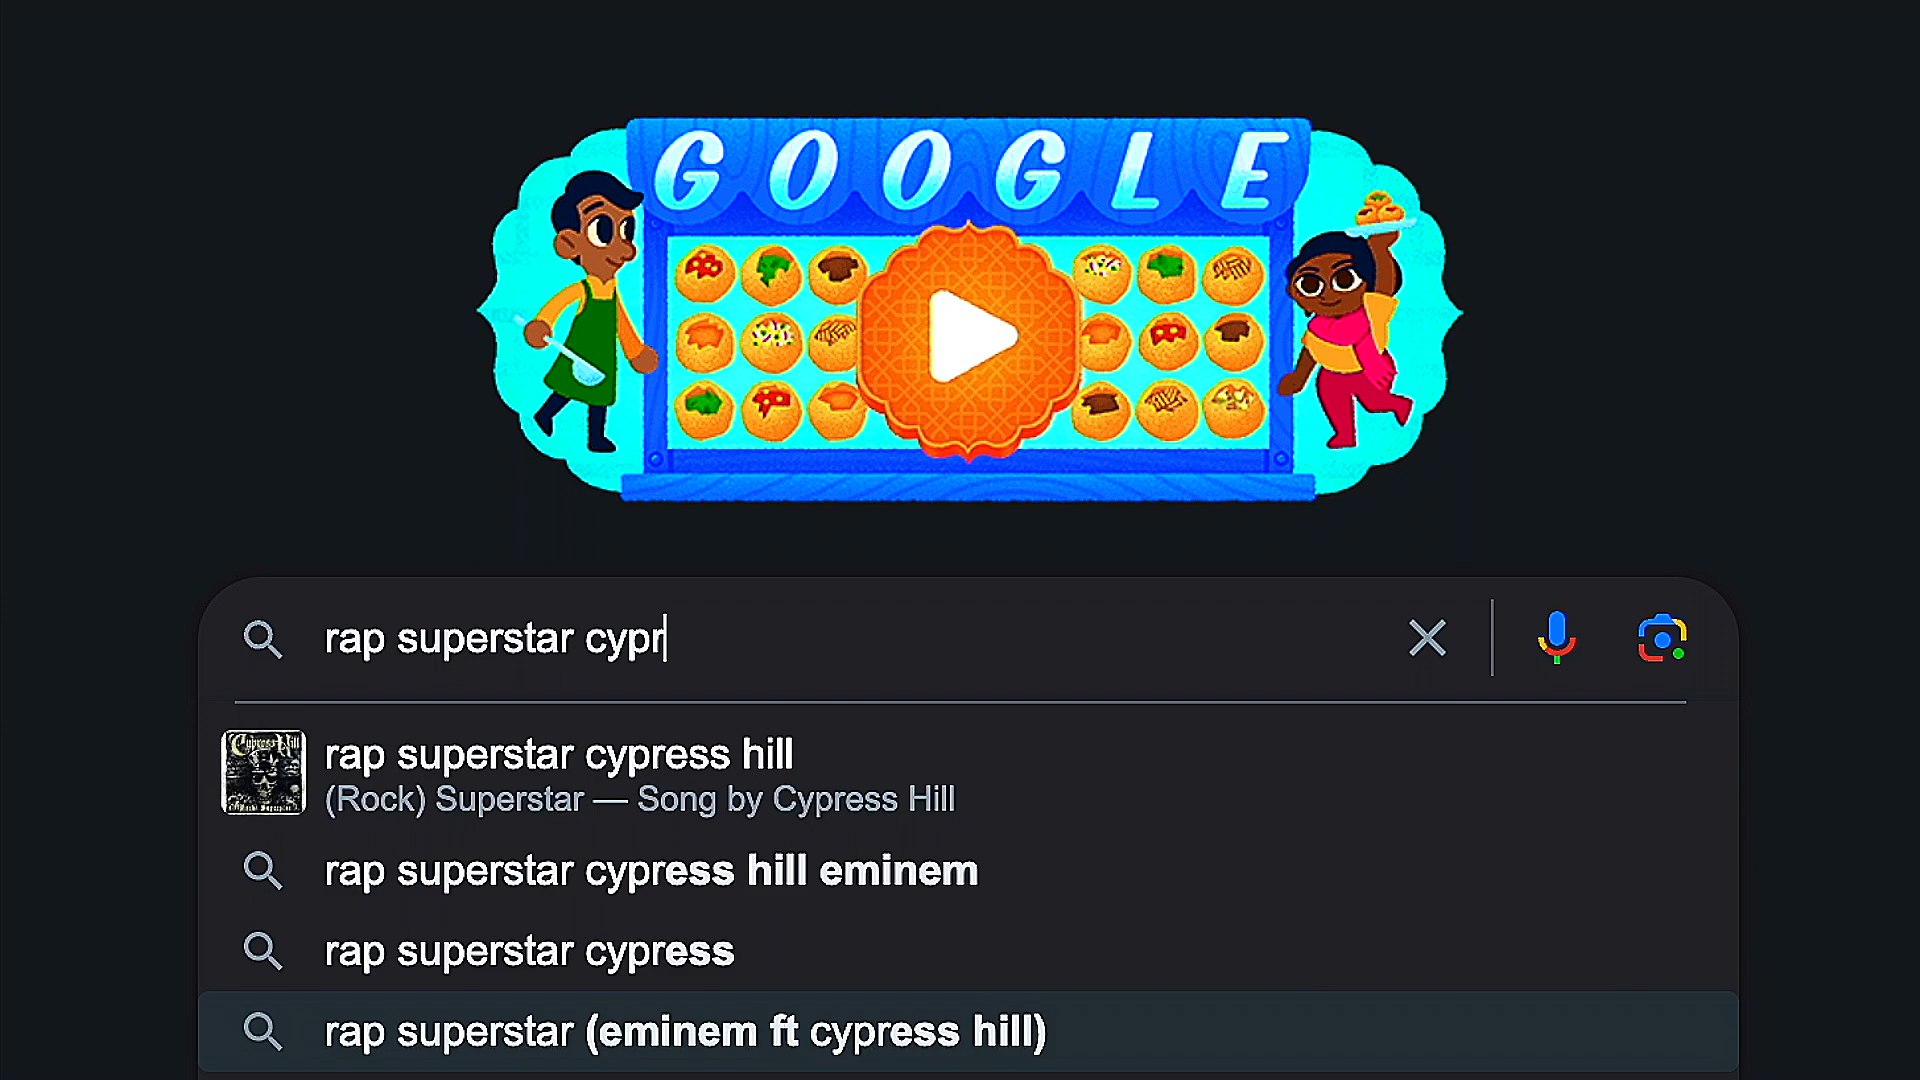 GOOGLE
rap superstar cypr
rap superstar cypress hill
(Rock) Superstar — Song by Cypress Hill
rap superstar cypress hill eminem
rap superstar cypress
rap superstar (eminem ft cypress hill)